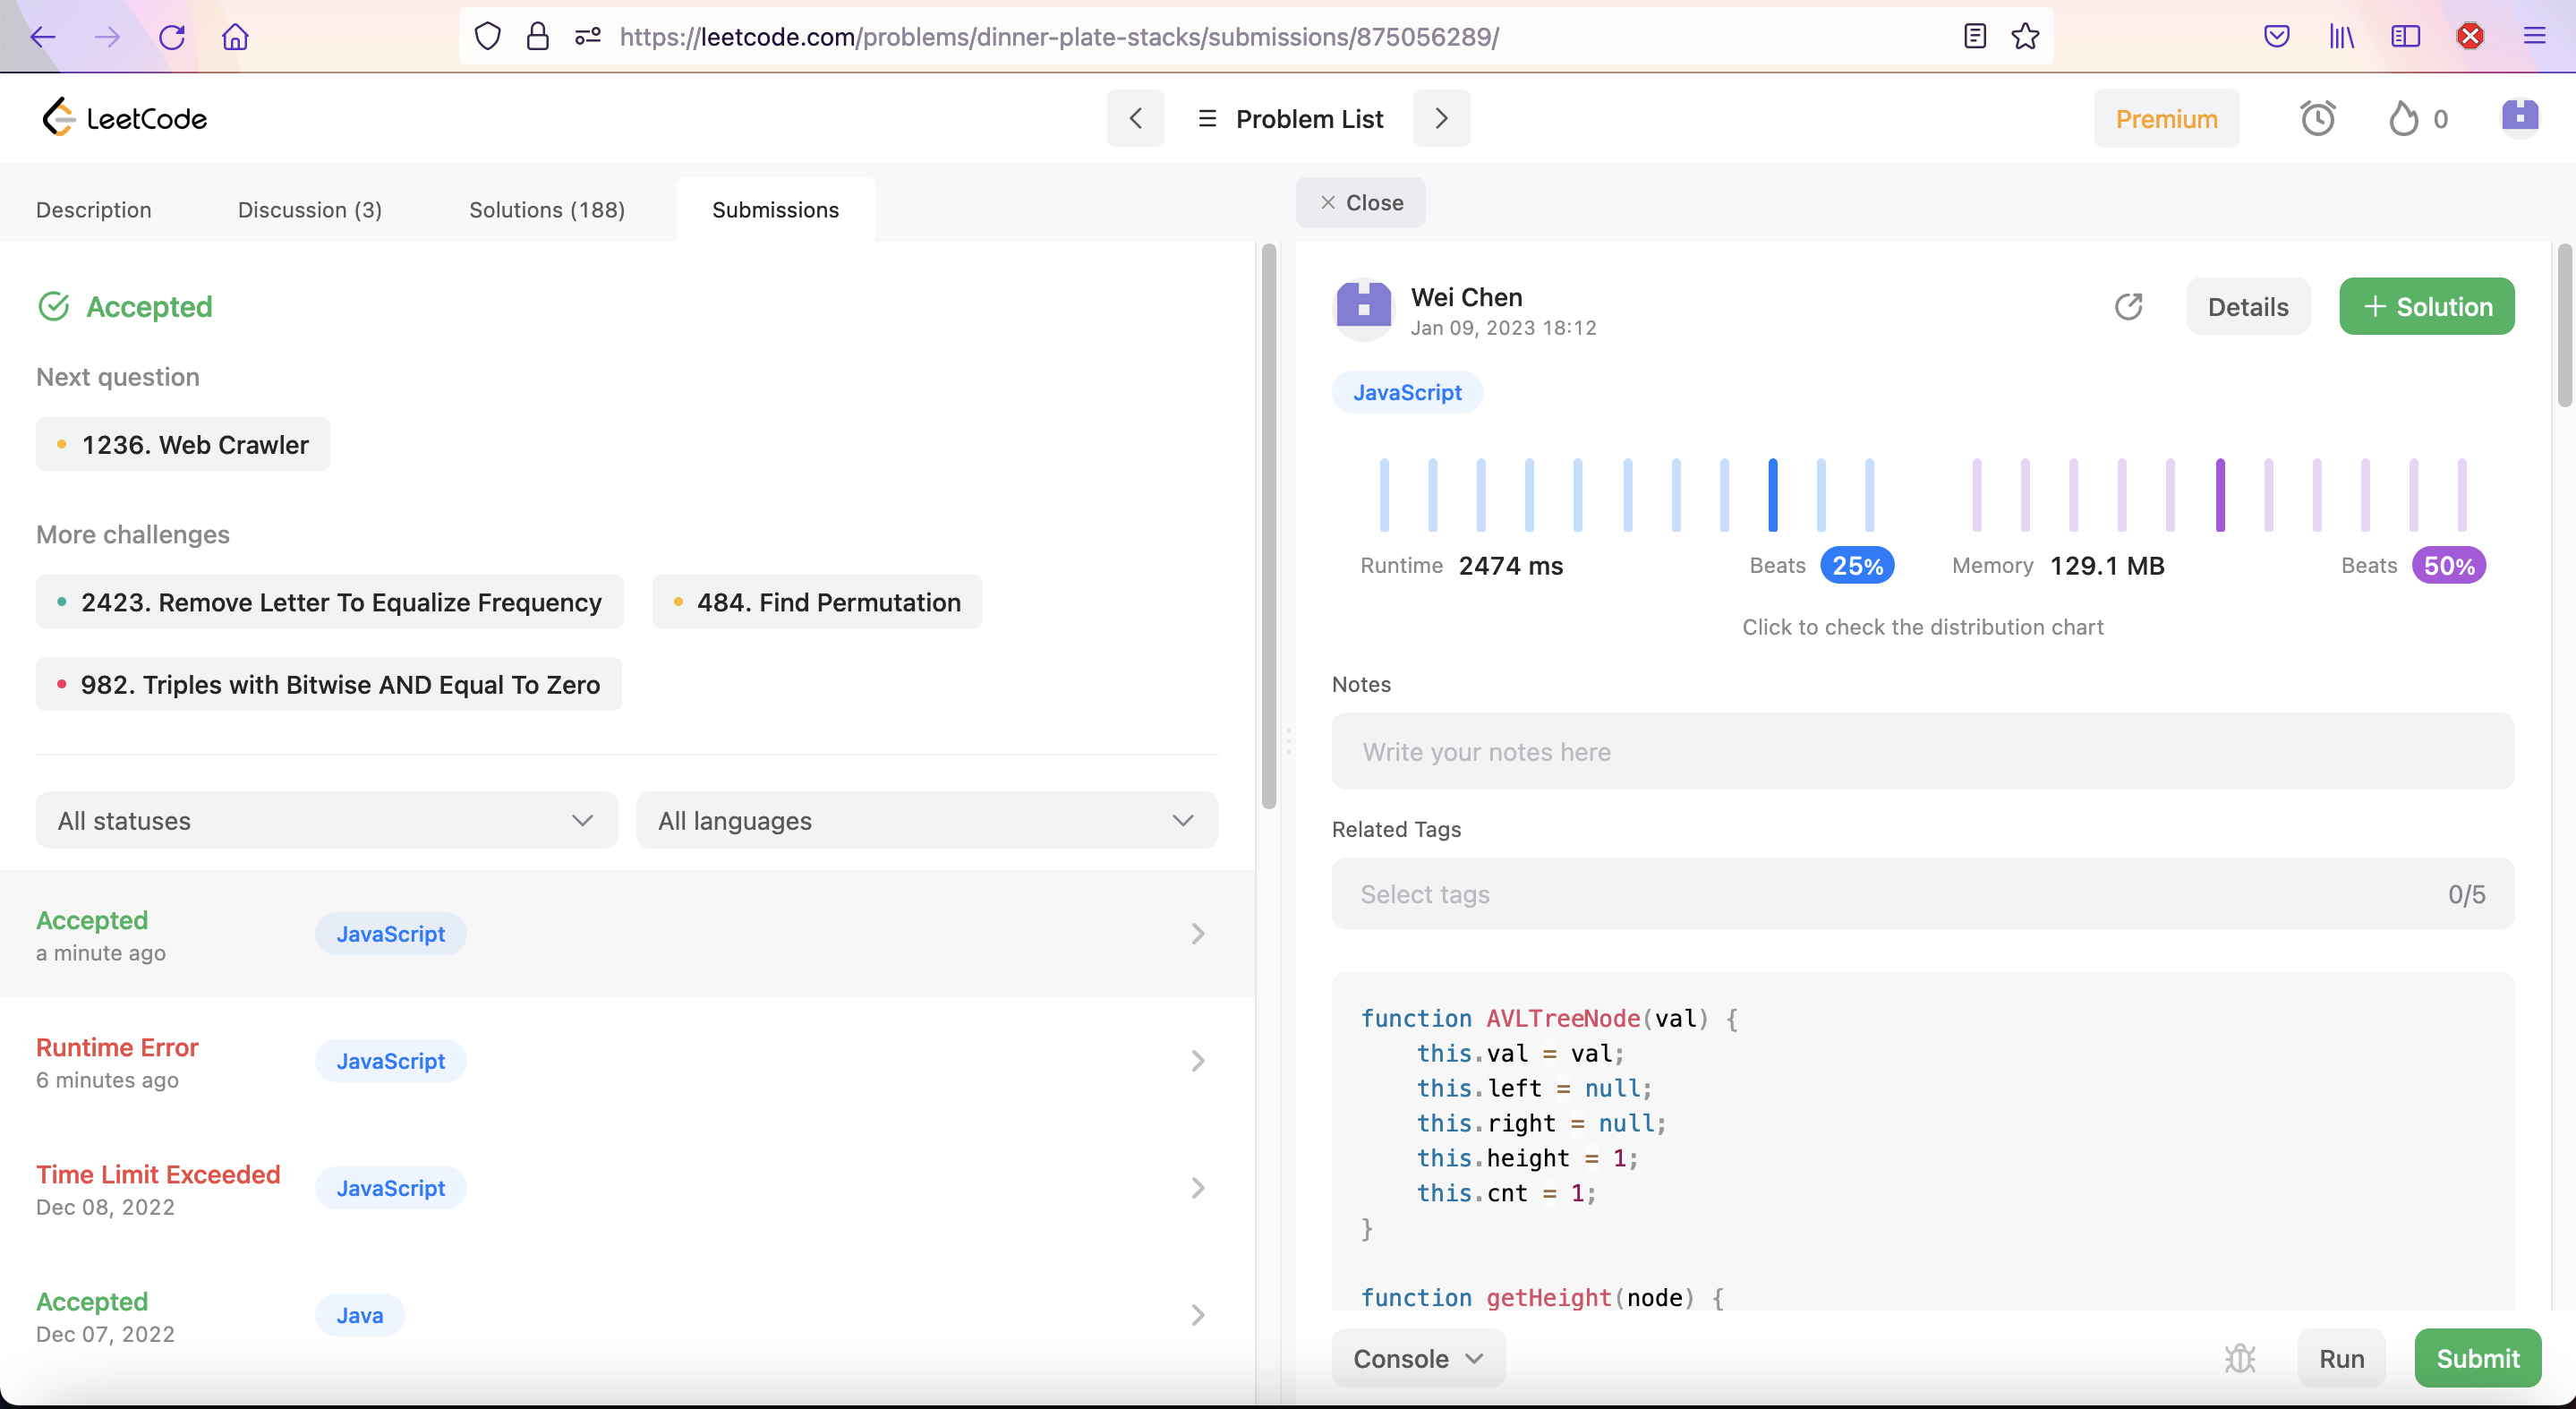 https://leetcode.com/problems/dinner-plate-stacks/submissions/875056289/
LeetCode
Problem List
Premium
0
Description
Discussion (3)
Solutions (188)
Submissions
Close
Accepted
Next question
1236. Web Crawler
More challenges
2423. Remove Letter To Equalize Frequency
484. Find Permutation
982. Triples with Bitwise AND Equal To Zero
All statuses
All languages
Accepted
a minute ago
JavaScript
Runtime Error
6 minutes ago
JavaScript
Time Limit Exceeded
Dec 08, 2022
JavaScript
Accepted
Dec 07, 2022
Java
Wei Chen
Jan 09, 2023 18:12
Details
+ Solution
JavaScript
Runtime 2474 ms
Beats 25%
Memory 129.1 MB
Beats 50%
Click to check the distribution chart
Notes
Write your notes here
Related Tags
Select tags
0/5
function AVLTreeNode(val) {
    this.val = val;
    this.left = null;
    this.right = null;
    this.height = 1;
    this.cnt = 1;
}
function getHeight(node) {
Console
Run
Submit